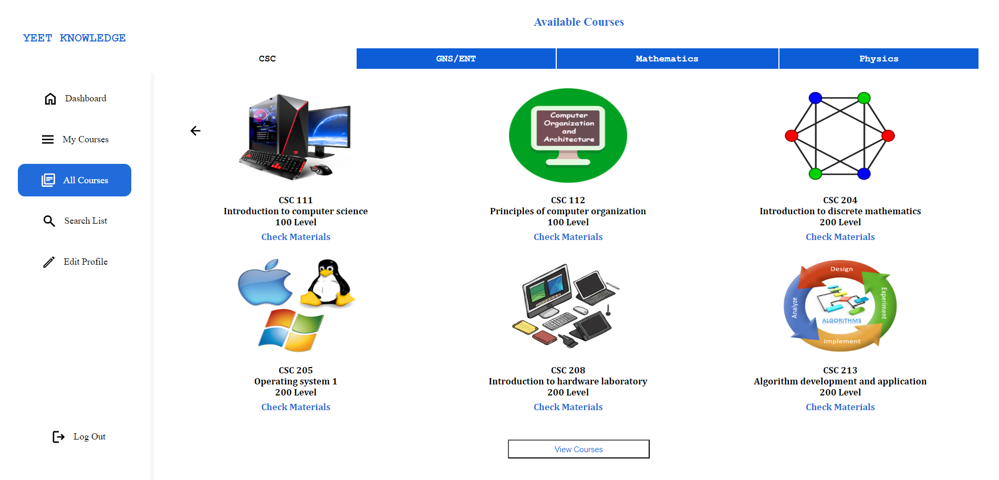 YEET KNOWLEDGE
Dashboard
My Courses
All Courses
Search List
Edit Profile
Log Out
Available Courses
CSC
GNS/ENT
Mathematics
Physics
Computer
Organization
and
Architecture
CSC 111
Introduction to computer science
100 Level
Check Materials
CSC 112
Principles of computer organization
100 Level
Check Materials
CSC 204
Introduction to discrete mathematics
200 Level
Check Materials
Design
Experiment
Analyze
ALGORITHMS
Implement
CSC 205
Operating system 1
200 Level
Check Materials
CSC 208
Introduction to hardware laboratory
200 Level
Check Materials
CSC 213
Algorithm development and application
200 Level
Check Materials
View Courses